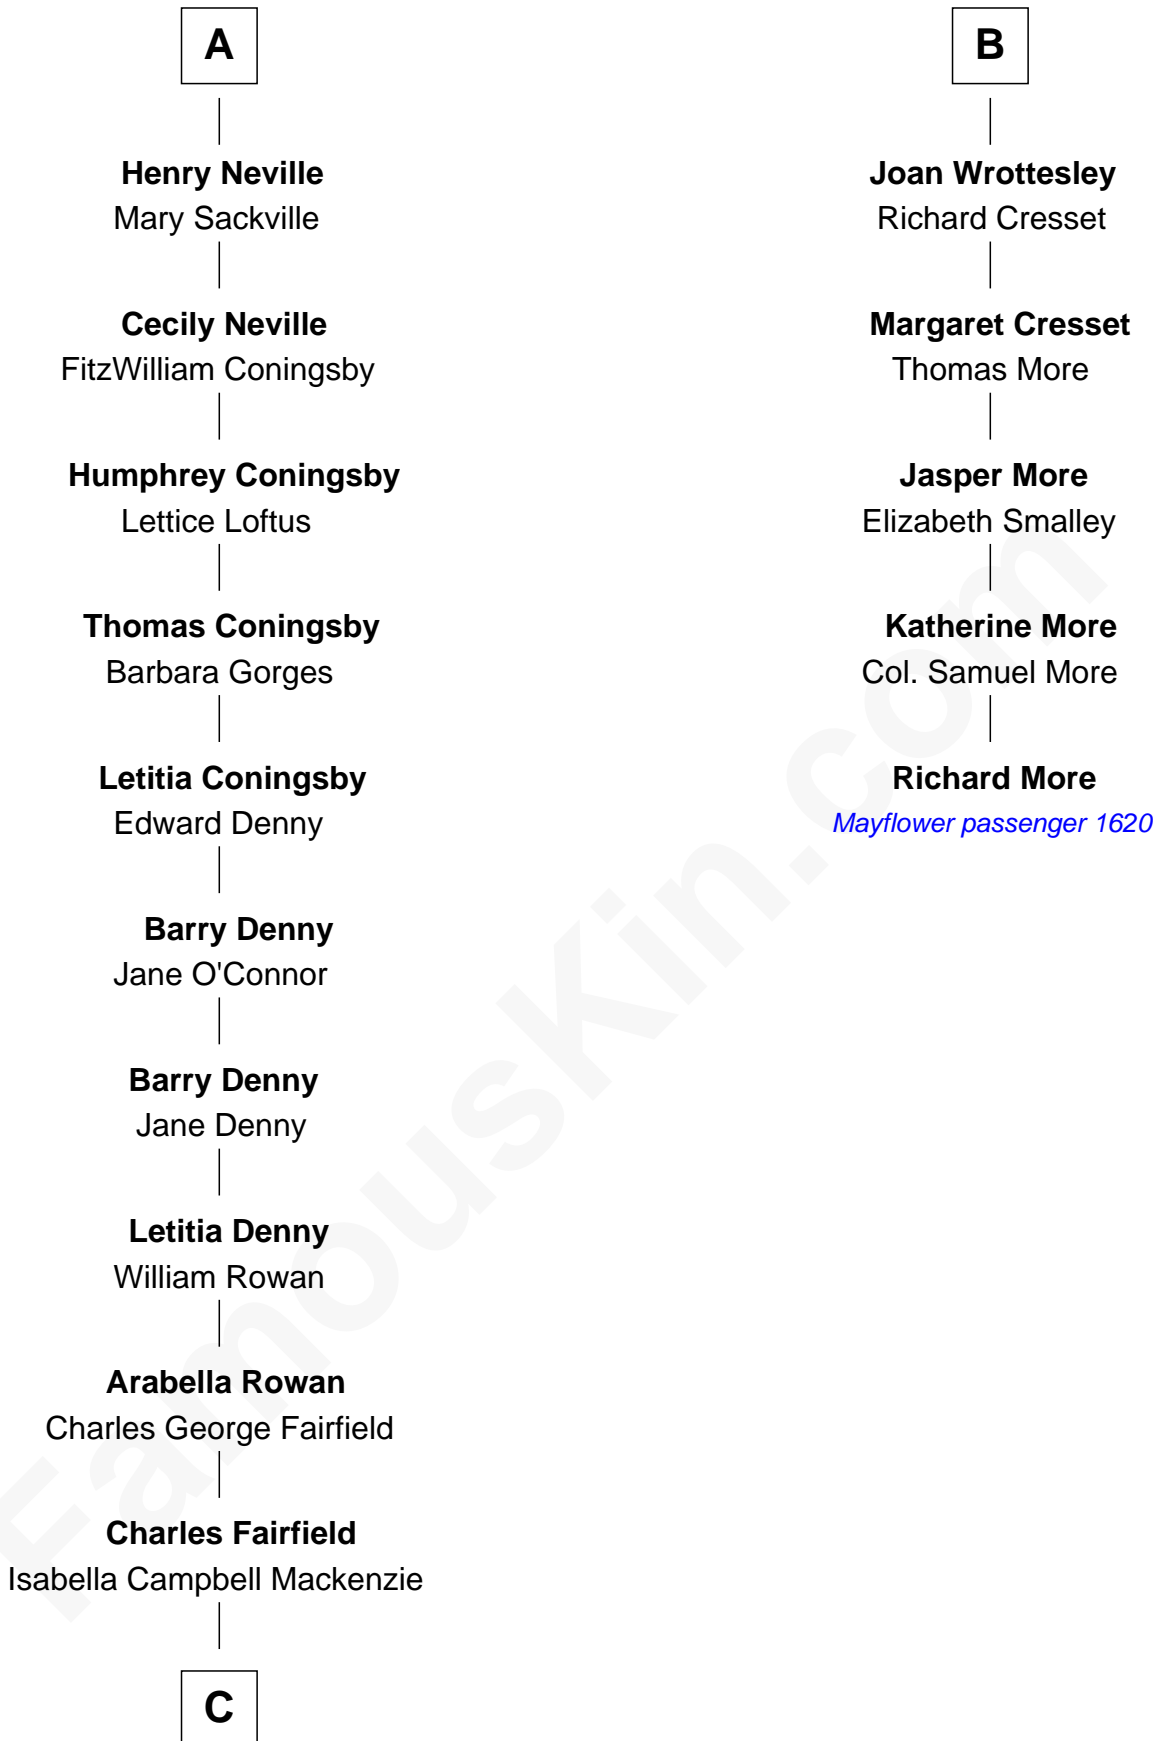 A
Henry Neville
Mary Sackville
Cecily Neville
FitzWilliam Coningsby
Humphrey Coningsby
Lettice Loftus
Thomas Coningsby
Barbara Gorges
Letitia Coningsby
Edward Denny
Barry Denny
Jane O'Connor
Barry Denny
Jane Denny
Letitia Denny
William Rowan
Arabella Rowan
Charles George Fairfield
Charles Fairfield
Isabella Campbell Mackenzie
C
B
Joan Wrottesley
Richard Cresset
Margaret Cresset
Thomas More
Jasper More
Elizabeth Smalley
Katherine More
Col. Samuel More
Richard More
Mayflower passenger 1620
FamousKin.com